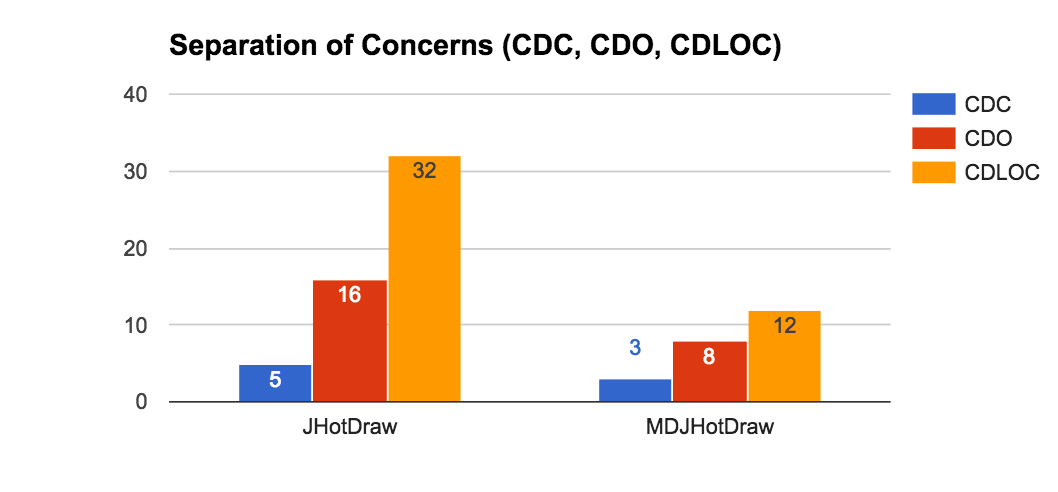 Separation of Concerns (CDC, CDO, CDLOC)
40
30
20
10
0
5
16
32
3
8
12
JHotDraw
MDJHotDraw
CDC
CDO
CDLOC